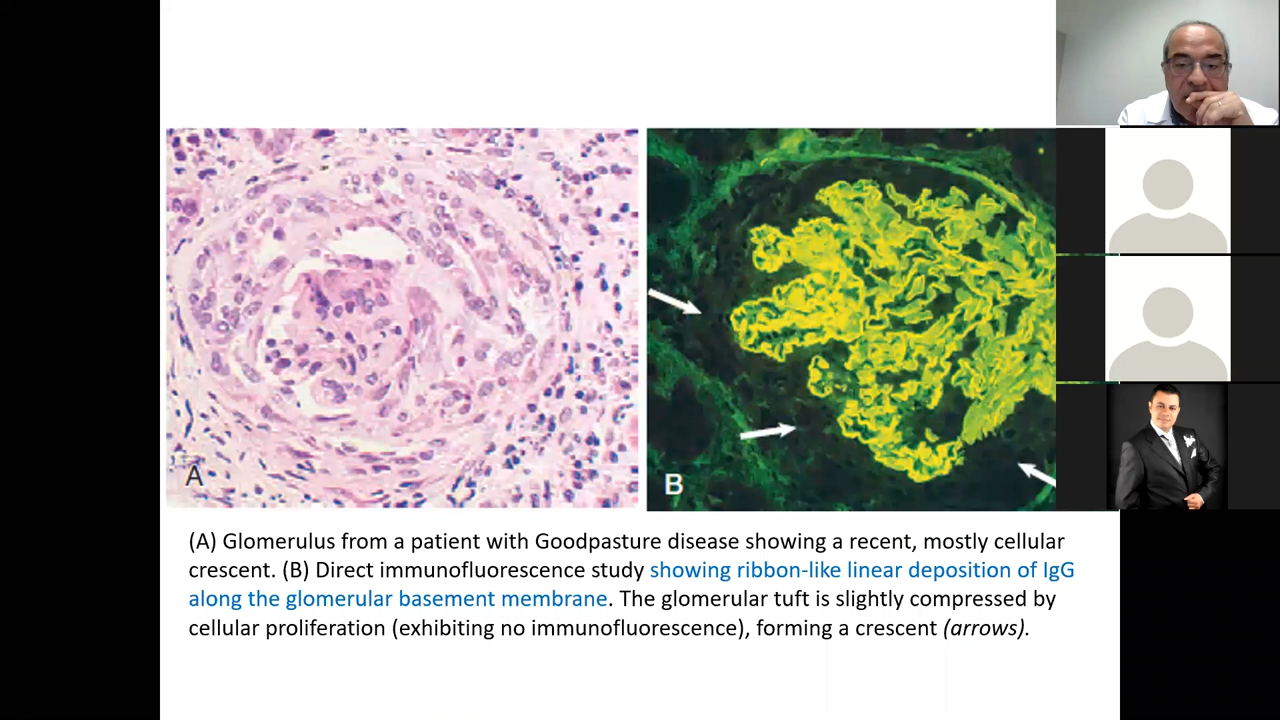 A
B
(A) Glomerulus from a patient with Goodpasture disease showing a recent, mostly cellular
crescent. (B) Direct immunofluorescence study showing ribbon-like linear deposition of IgG
along the glomerular basement membrane. The glomerular tuft is slightly compressed by
cellular proliferation (exhibiting no immunofluorescence), forming a crescent (arrows).